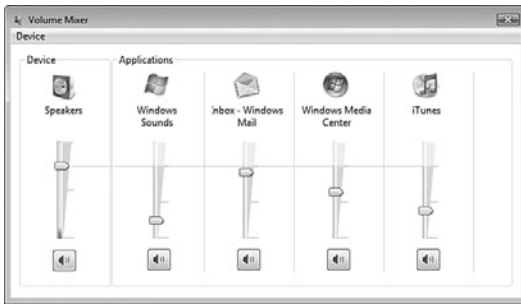 Volume Mixer
Device
Device
Applications
Speakers
Windows
Sounds
Inbox - Windows
Mail
Windows Media
Center
iTunes